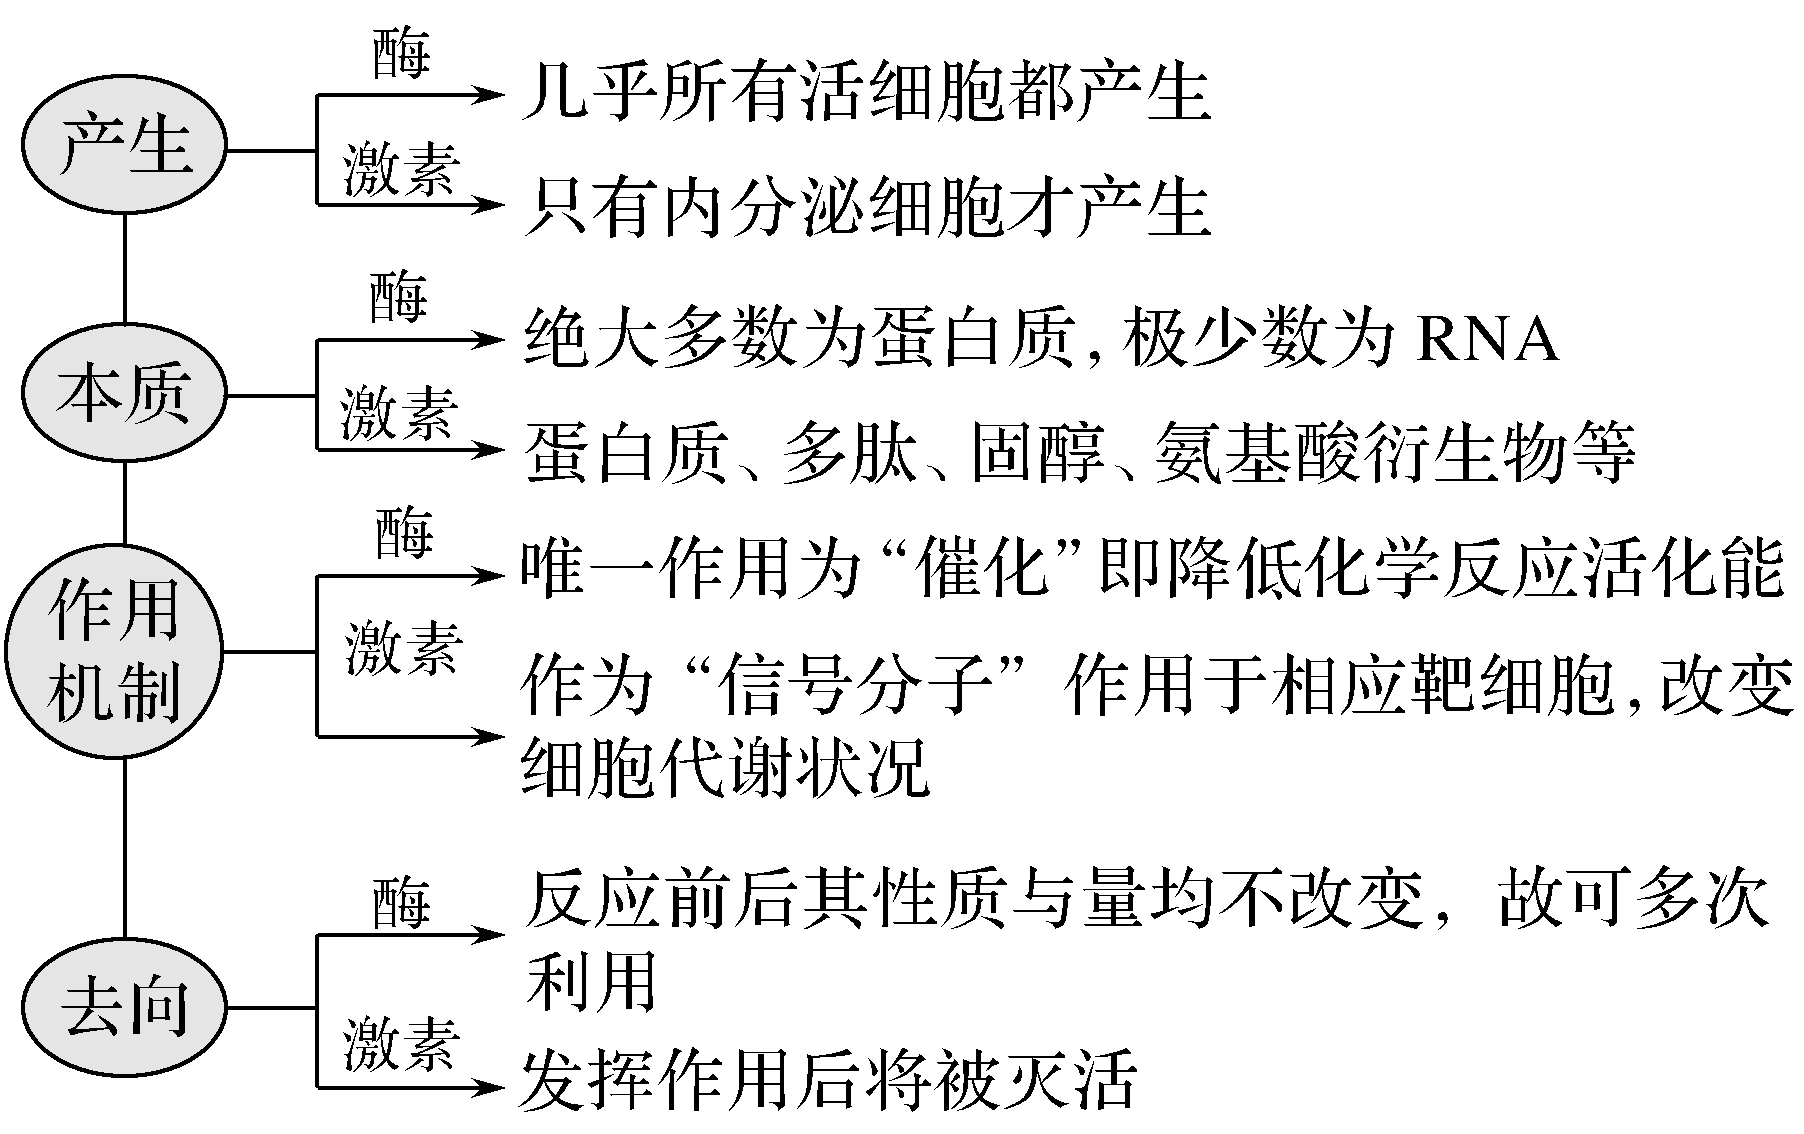 产生
酶
几乎所有活细胞都产生
激素
只有内分泌细胞才产生
本质
酶
绝大多数为蛋白质,极少数为 RNA
激素
蛋白质、多肽、固醇、氨基酸衍生物等
作用
机制
酶
唯一作用为“催化”即降低化学反应活化能
激素
作为“信号分子”作用于相应靶细胞,改变
细胞代谢状况
去向
酶
反应前后其性质与量均不改变,故可多次
利用
激素
发挥作用后将被灭活